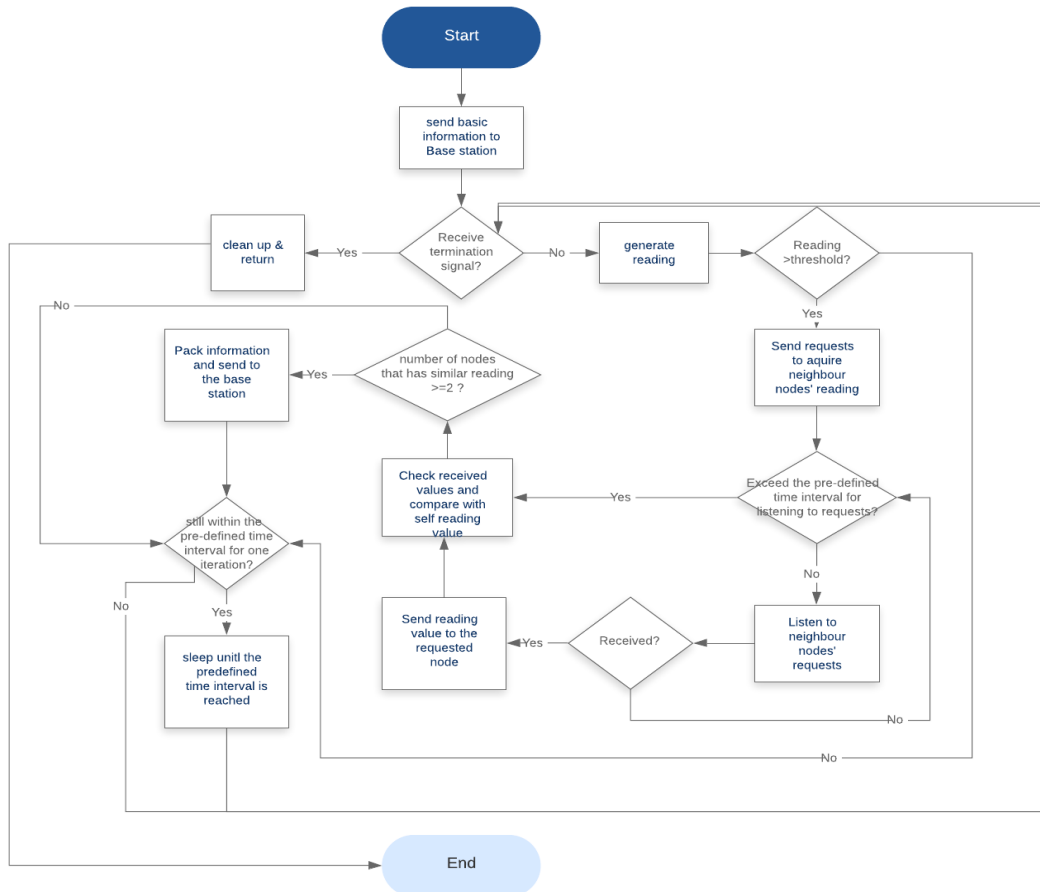 Start
send basic
information to
Base station
Receive
termination
signal?
Yes
clean up &
return
No
generate
reading
Reading
>threshold?
Yes
No
Send requests
to aquire
neighbour
nodes' reading
number of nodes
that has similar reading
>=2 ?
Yes
Pack information
and send to
the base
station
Exceed the pre-defined
time interval for
listening to requests?
Yes
Check received
values and
compare with
self reading
value
still within the
pre-defined time
interval for one
iteration?
No
Yes
No
Listen to
neighbour
nodes'
requests
Received?
Yes
Send reading
value to the
requested
node
sleep unitl the
predefined
time interval is
reached
No
No
End